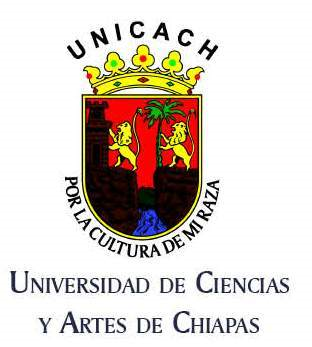 UNICACH
POR LA CULTURA DE MI RAZA
UNIVERSIDAD DE CIENCIAS
Y ARTES DE CHIAPAS